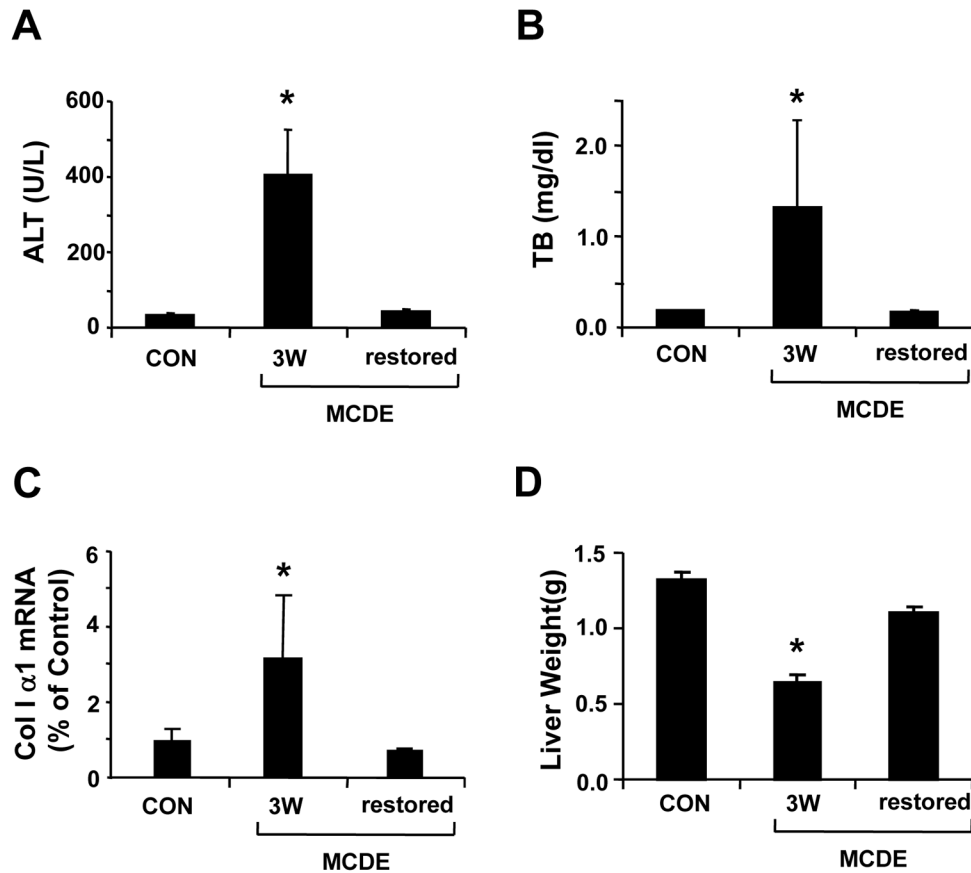 A
ALT (U/L)
600
400
200
0
*
CON
3W
restored
MCDE
B
TB (mg/dl)
2.0
1.0
0.0
*
CON
3W
restored
MCDE
C
Col I α1 mRNA
(% of Control)
6
4
2
0
*
CON
3W
restored
MCDE
D
Liver Weight(g)
1.5
1.0
0.5
0.0
*
CON
3W
restored
MCDE